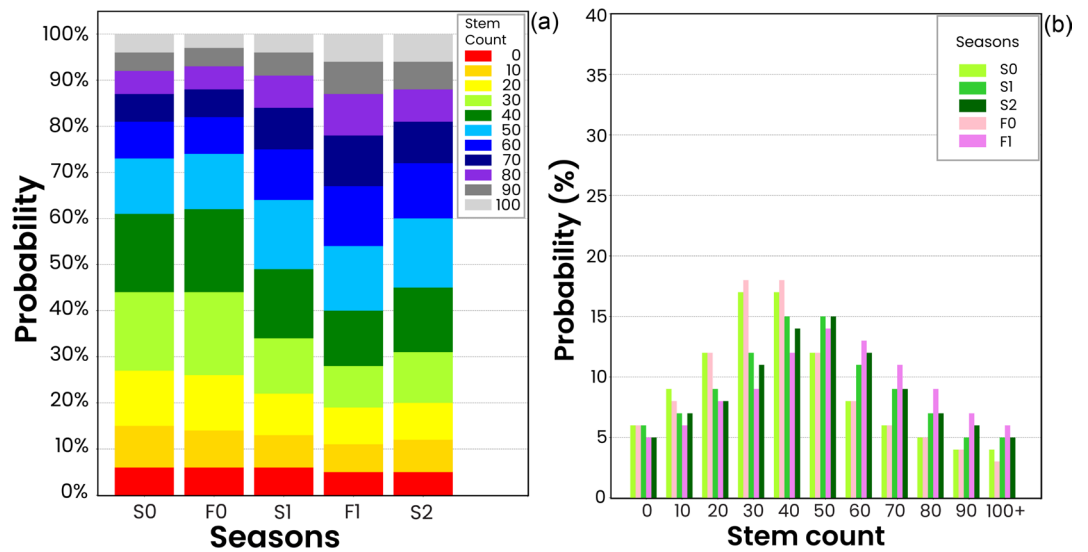 (a)
Probability
100%
90%
80%
70%
60%
50%
40%
30%
20%
10%
0%
Stem
Count
0
10
20
30
40
50
60
70
80
90
100
S0 F0 S1 F1 S2
Seasons
(b)
Probability (%)
40
35
30
25
20
15
10
5
0
Seasons
S0
S1
S2
F0
F1
0 10 20 30 40 50 60 70 80 90 100+
Stem count